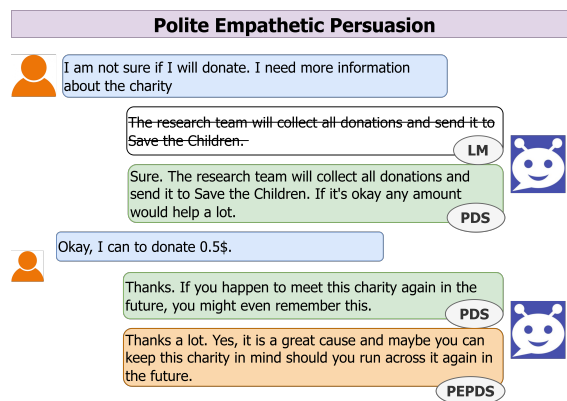 Polite Empathetic Persuasion
I am not sure if I will donate. I need more information
about the charity
The research team will collect all donations and send it to
Save the Children.
LM
Sure. The research team will collect all donations and
send it to Save the Children. If it's okay any amount
would help a lot.
PDS
Okay, I can to donate 0.5$.
Thanks. If you happen to meet this charity again in the
future, you might even remember this.
PDS
Thanks a lot. Yes, it is a great cause and maybe you can
keep this charity in mind should you run across it again in
the future.
PEPDS